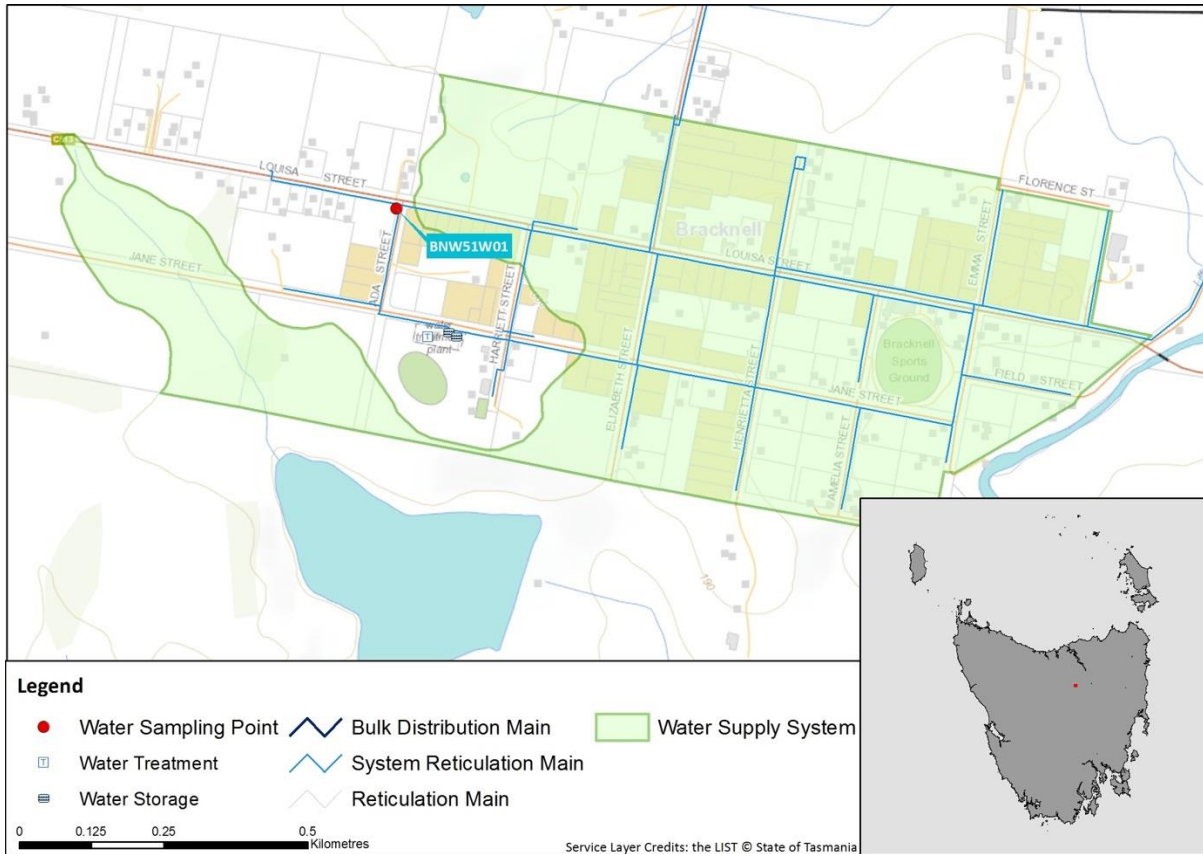 LOUISA STREET
FLORENCE ST
BNW51W01
Bracknell
LOUISA STREET
EMMA STREET
JANE STREET
ADA STREET
HARRIETT STREET
water
plant
Bracknell
Sports
Ground
FIELD STREET
ELIZABETH STREET
HENRIETTA STREET
JANE STREET
AMELIA STREET
190
Legend
Water Sampling Point
Bulk Distribution Main
Water Supply System
Water Treatment
System Reticulation Main
Water Storage
Reticulation Main
0 0.125 0.25 0.5
Kilometres
Service Layer Credits: the LIST © State of Tasmania